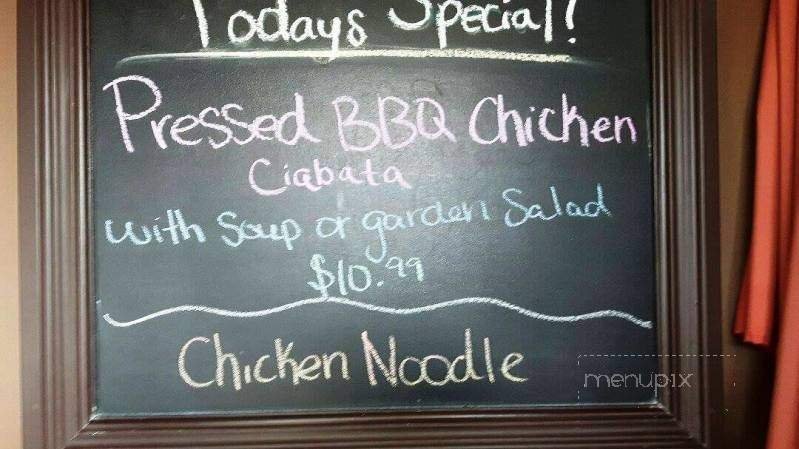 Todays Special!
Pressed BBQ Chicken
Ciabata
with Soup or garden Salad
$10.99
Chicken Noodle
menupix